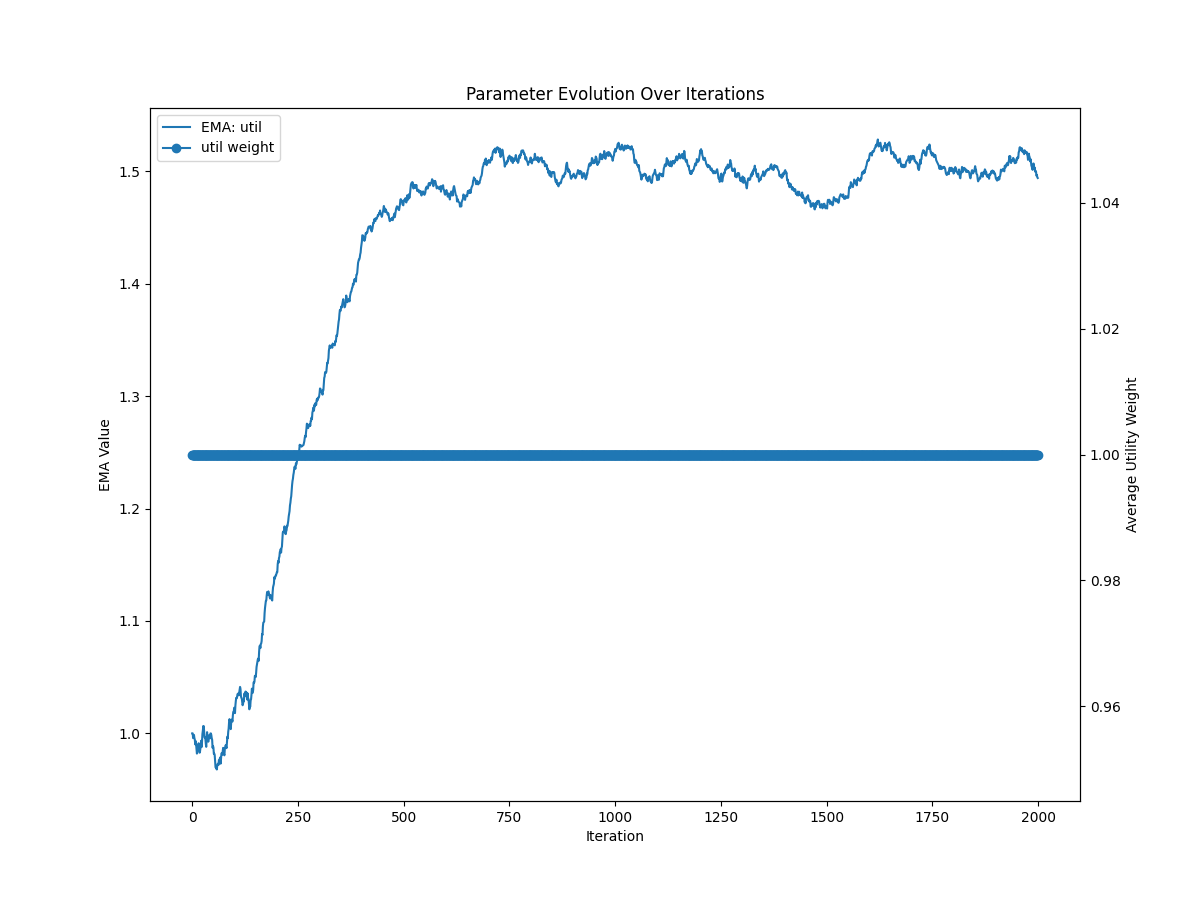 Parameter Evolution Over Iterations
EMA: util
util weight
1.5
1.4
1.3
1.2
1.1
1.0
EMA Value
1.04
1.02
1.00
0.98
0.96
Average Utility Weight
0 250 500 750 1000 1250 1500 1750 2000
Iteration